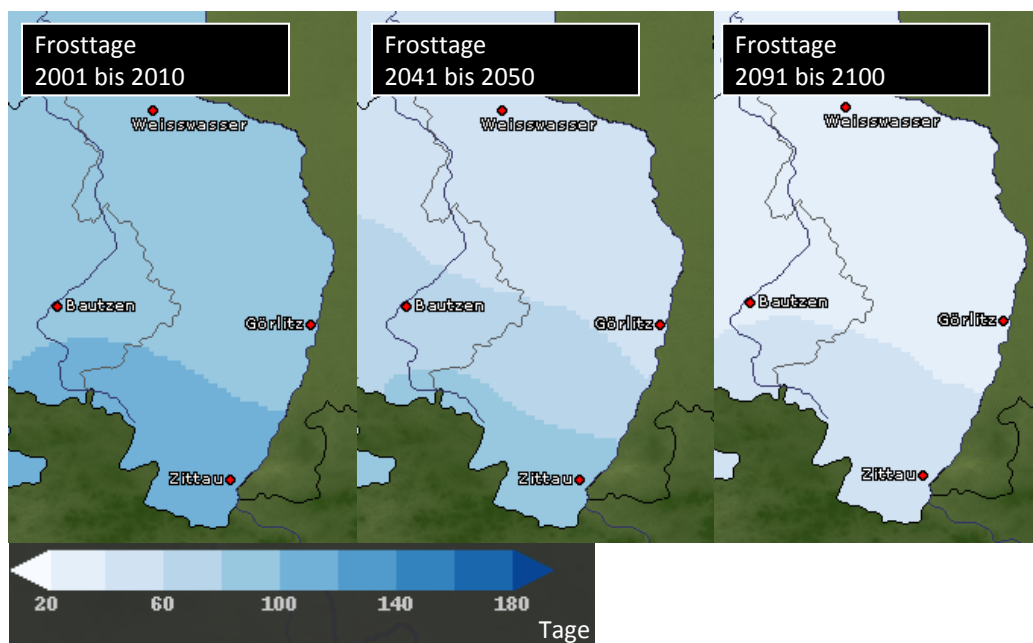 Frosttage
2001 bis 2010
Weisswasser
Bautzen
Görlitz
Zittau
Frosttage
2041 bis 2050
Weisswasser
Bautzen
Görlitz
Zittau
Frosttage
2091 bis 2100
Weisswasser
Bautzen
Görlitz
Zittau
20 60 100 140 180
Tage